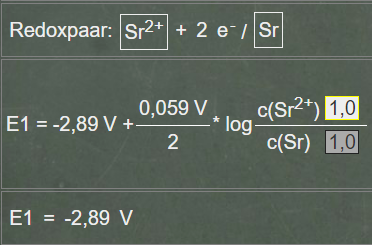 Redoxpaar: Sr2+ + 2 e- / Sr
E1 = -2,89 V + 0,059 V / 2 * log c(Sr2+) 1,0 / c(Sr) 1,0
E1 = -2,89 V